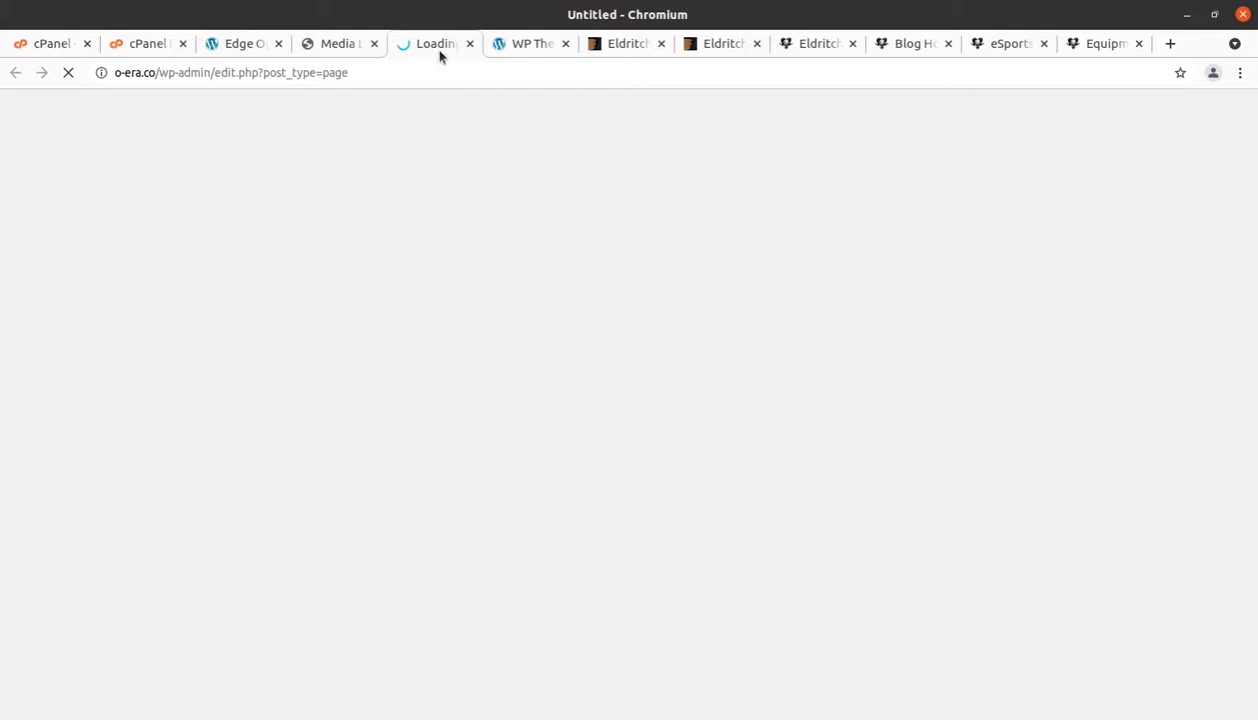 Untitled - Chromium
cPanel cPanel Edge O Media L Loading WP The Eldritch Eldritch Eldritch Blog Ho eSports Equipm
o-era.co/wp-admin/edit.php?post_type=page